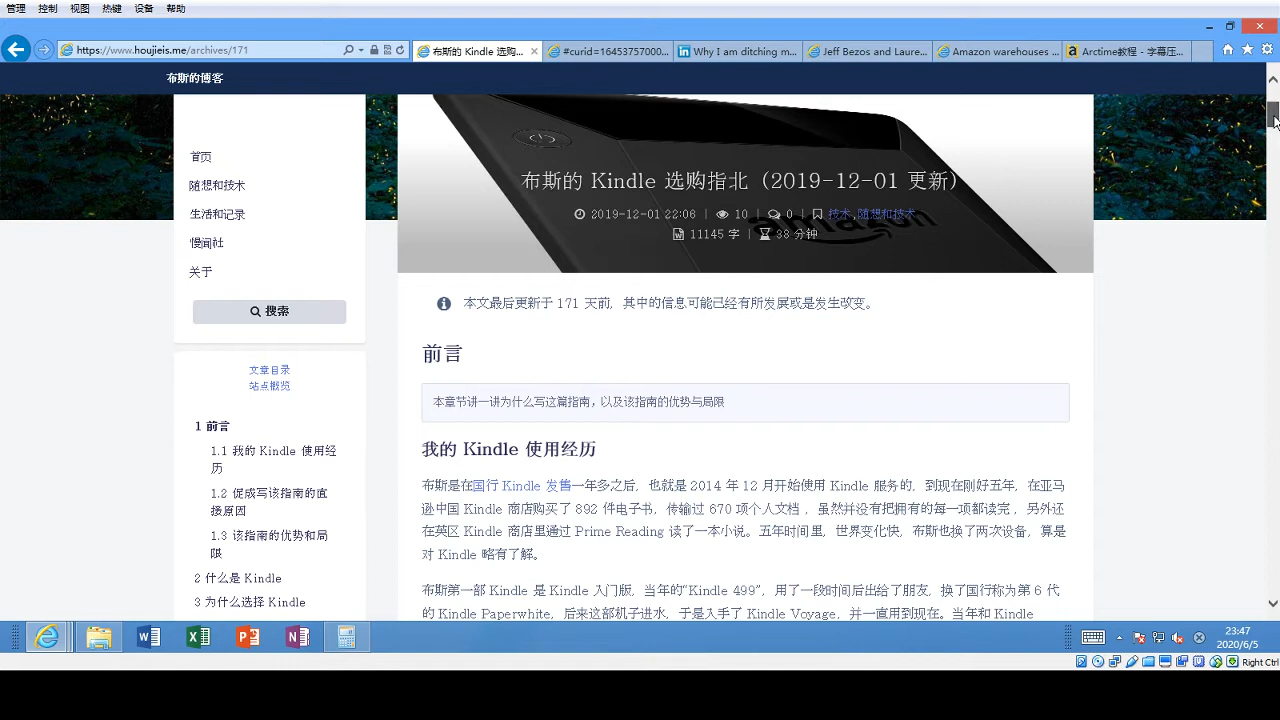 管理 控制 视图 热键 设备 帮助
https://www.houjieis.me/archives/171
布斯的 Kindle 选购...
#curid=16453757000...
Why I am ditching m...
Jeff Bezos and Laure...
Amazon warehouses ...
Arctime教程 - 字幕压...
布斯的博客
首页
随想和技术
生活和记录
慢闻社
关于
搜索
文章目录
站点概览
1 前言
1.1 我的 Kindle 使用经
历
1.2 促成写该指南的直
接原因
1.3 该指南的优势和局
限
2 什么是 Kindle
3 为什么选择 Kindle
amazon
布斯的 Kindle 选购指北（2019-12-01 更新）
2019-12-01 22:06 | 10 | 0 | 技术,随想和技术
11145 字 | 38 分钟
本文最后更新于 171 天前，其中的信息可能已经有所发展或是发生改变。
前言
本章节讲一讲为什么写这篇指南，以及该指南的优势与局限
我的 Kindle 使用经历
布斯是在国行 Kindle 发售一年多之后，也就是 2014 年 12 月开始使用 Kindle 服务的，到现在刚好五年，在亚马
逊中国 Kindle 商店购买了 892 件电子书，传输过 670 项个人文档，虽然并没有把拥有的每一项都读完，另外还
在英区 Kindle 商店里通过 Prime Reading 读了一本小说。五年时间里，世界变化快，布斯也换了两次设备，算是
对 Kindle 略有了解。
布斯第一部 Kindle 是 Kindle 入门版，当年的“Kindle 499”，用了一段时间后出给了朋友，换了国行称为第 6 代
的 Kindle Paperwhite，后来这部机子进水，于是入手了 Kindle Voyage，并一直用到现在。当年和 Kindle
23:47
2020/6/5
Right Ctrl